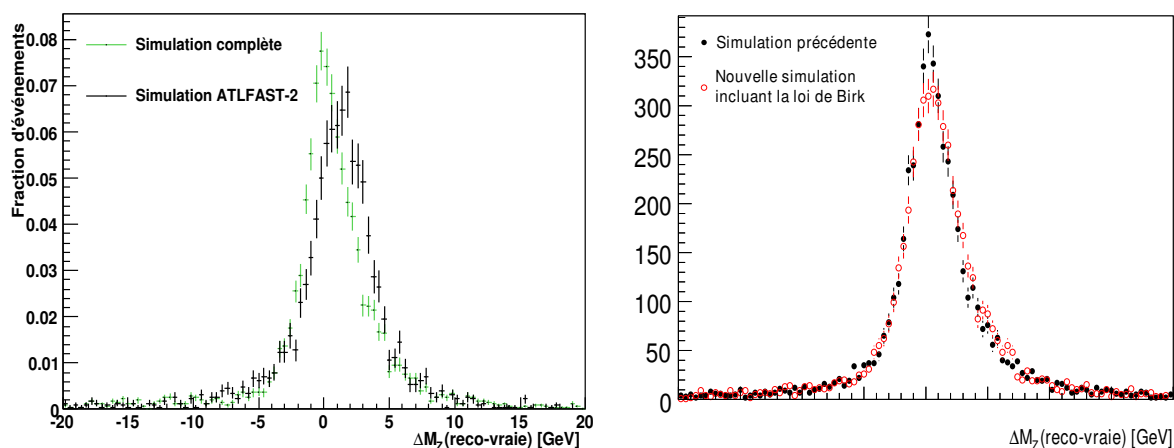 0.08
0.07
0.06
0.05
0.04
0.03
0.02
0.01
0
Fraction d'événements
Simulation complète
Simulation ATLFAST-2
-20 -15 -10 -5 0 5 10 15 20
ΔM_Z(reco-vraie) [GeV]
350
300
250
200
150
100
50
0
Simulation précédente
Nouvelle simulation
incluant la loi de Birk
ΔM_Z(reco-vraie) [GeV]